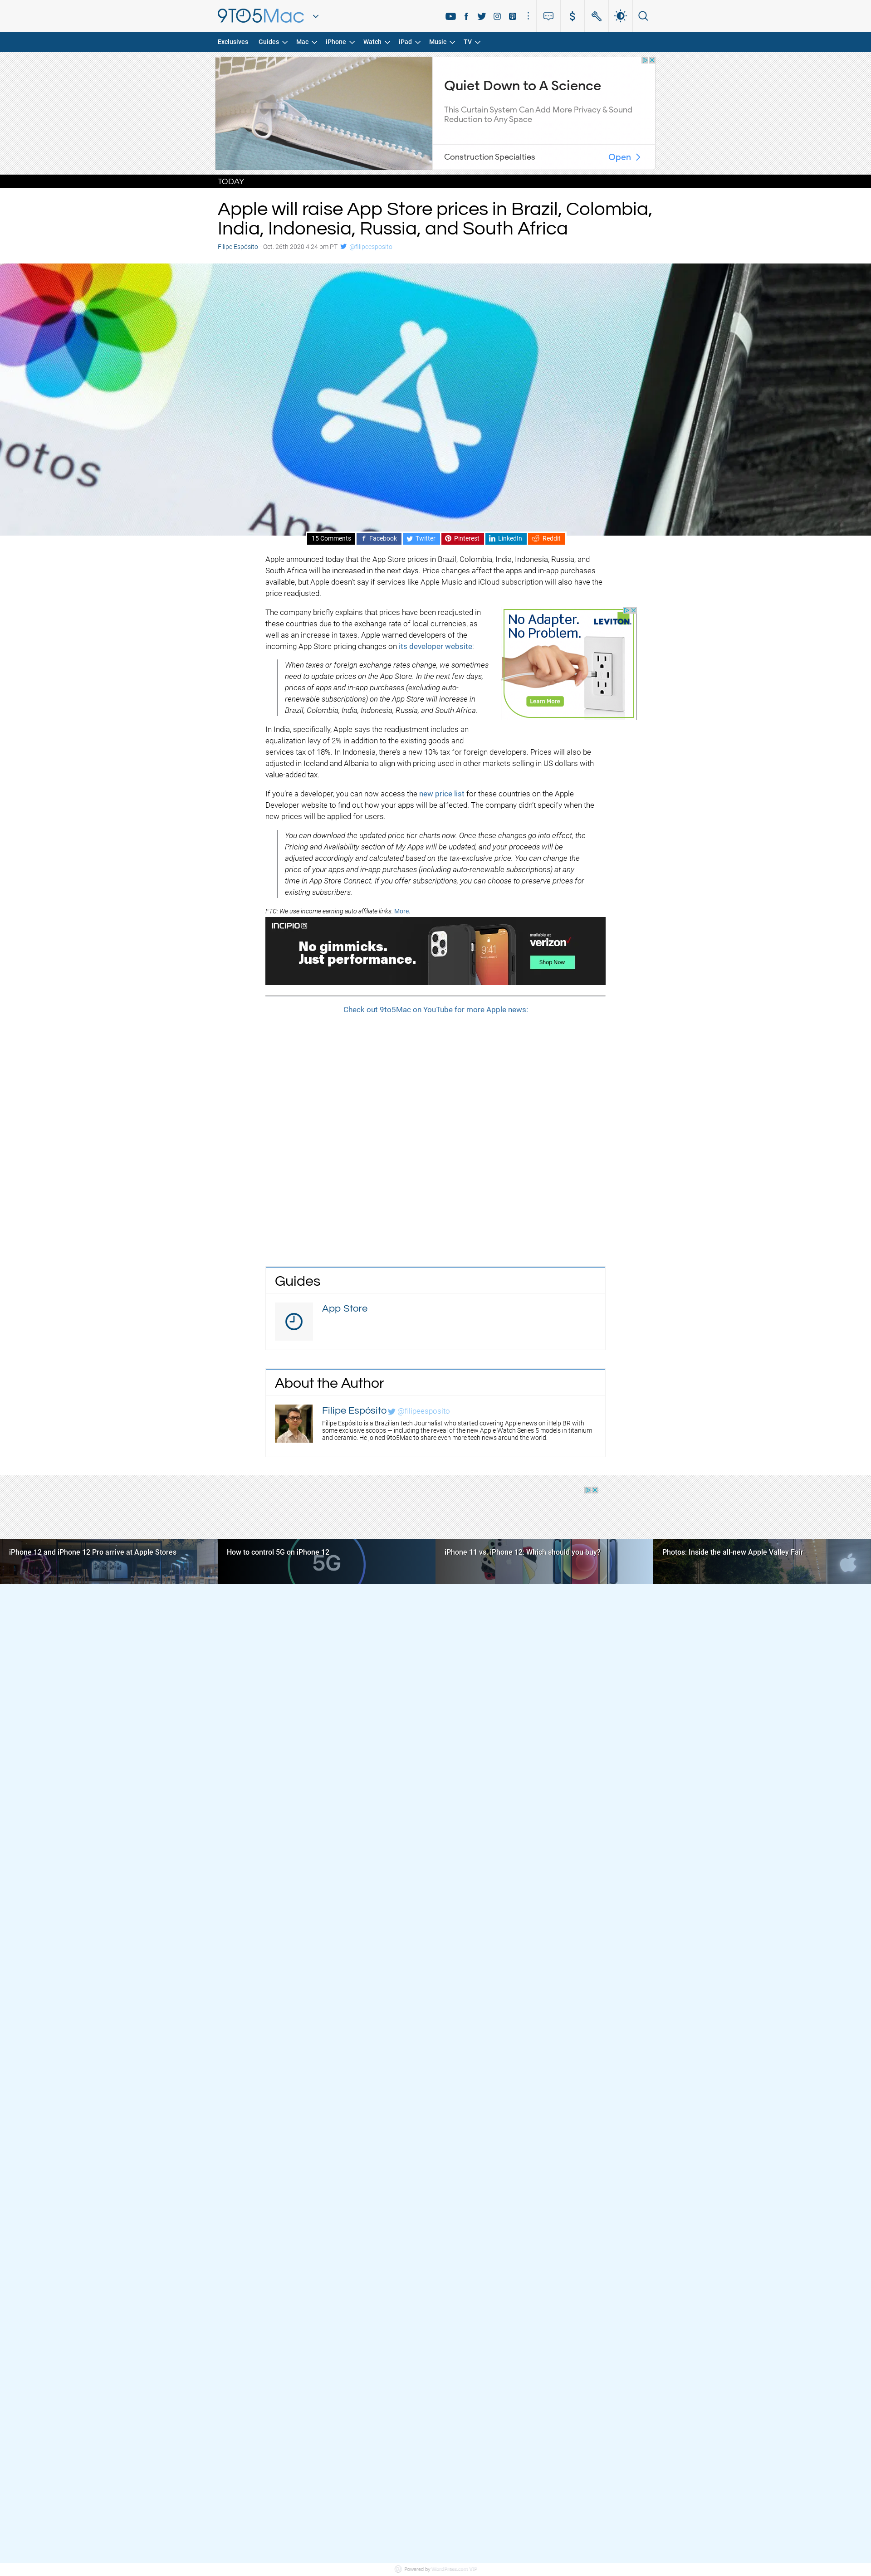 9TO5Mac
Exclusives Guides Mac iPhone Watch iPad Music TV
Quiet Down to A Science
This Curtain System Can Add More Privacy & Sound
Reduction to Any Space
Construction Specialties Open
TODAY
Apple will raise App Store prices in Brazil, Colombia,
India, Indonesia, Russia, and South Africa
Filipe Espósito - Oct. 26th 2020 4:24 pm PT @filipeesposito
hotos
App S
15 Comments Facebook Twitter Pinterest LinkedIn Reddit
Apple announced today that the App Store prices in Brazil, Colombia, India, Indonesia, Russia, and
South Africa will be increased in the next days. Price changes affect the apps and in-app purchases
available, but Apple doesn't say if services like Apple Music and iCloud subscription will also have the
price readjusted.
The company briefly explains that prices have been readjusted in
these countries due to the exchange rate of local currencies, as
well as an increase in taxes. Apple warned developers of the
incoming App Store pricing changes on its developer website:
No Adapter.
No Problem.
LEVITON
Learn More
When taxes or foreign exchange rates change, we sometimes
need to update prices on the App Store. In the next few days,
prices of apps and in-app purchases (excluding auto-
renewable subscriptions) on the App Store will increase in
Brazil, Colombia, India, Indonesia, Russia, and South Africa.
In India, specifically, Apple says the readjustment includes an
equalization levy of 2% in addition to the existing goods and
services tax of 18%. In Indonesia, there's a new 10% tax for foreign developers. Prices will also be
adjusted in Iceland and Albania to align with pricing used in other markets selling in US dollars with
value-added tax.
If you're a developer, you can now access the new price list for these countries on the Apple
Developer website to find out how your apps will be affected. The company didn't specify when the
new prices will be applied for users.
You can download the updated price tier charts now. Once these changes go into effect, the
Pricing and Availability section of My Apps will be updated, and your proceeds will be
adjusted accordingly and calculated based on the tax-exclusive price. You can change the
price of your apps and in-app purchases (including auto-renewable subscriptions) at any
time in App Store Connect. If you offer subscriptions, you can choose to preserve prices for
existing subscribers.
FTC: We use income earning auto affiliate links. More.
INCIPIO
No gimmicks.
Just performance.
9:41
available at
verizon
Shop Now
Check out 9to5Mac on YouTube for more Apple news:
Guides
App Store
About the Author
Filipe Espósito @filipeesposito
Filipe Espósito is a Brazilian tech Journalist who started covering Apple news on iHelp BR with
some exclusive scoops — including the reveal of the new Apple Watch Series 5 models in titanium
and ceramic. He joined 9to5Mac to share even more tech news around the world.
iPhone 12 and iPhone 12 Pro arrive at Apple Stores
How to control 5G on iPhone 12
5G
iPhone 11 vs. iPhone 12: Which should you buy?
Photos: Inside the all-new Apple Valley Fair
Powered by WordPress.com VIP